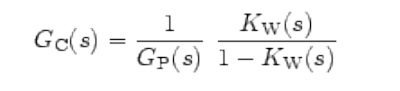 G_C(s) = \frac{1}{G_P(s)} \frac{K_W(s)}{1 - K_W(s)}